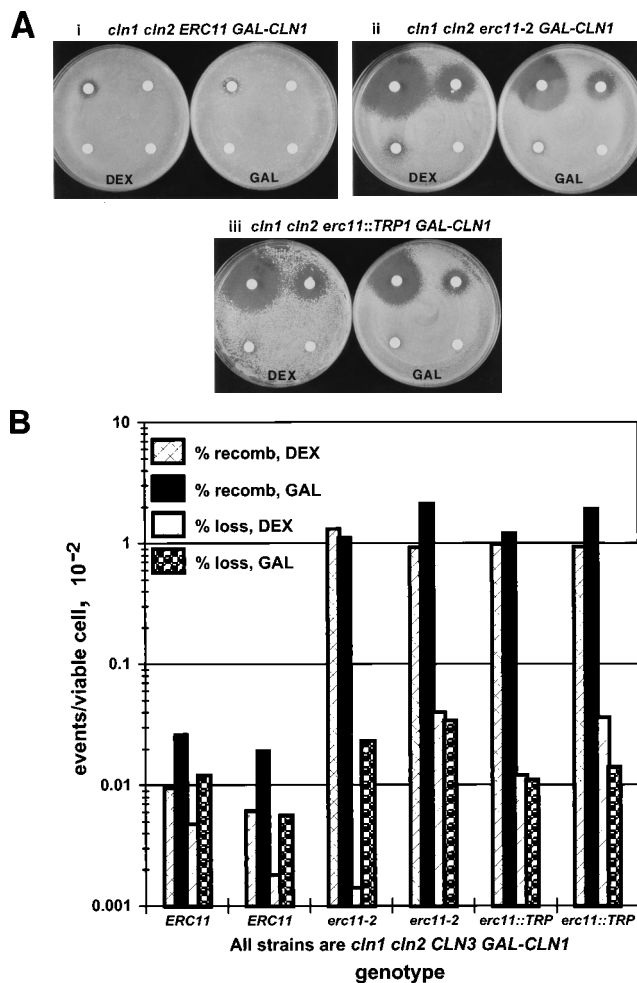 A
i cln1 cln2 ERC11 GAL-CLN1
ii cln1 cln2 erc11-2 GAL-CLN1
DEX
GAL
DEX
GAL
iii cln1 cln2 erc11::TRP1 GAL-CLN1
DEX
GAL
B
10
1
0.1
0.01
0.001
events/viable cell, 10⁻²
% recomb, DEX
% recomb, GAL
% loss, DEX
% loss, GAL
ERC11 ERC11 erc11-2 erc11-2 erc11::TRP erc11::TRP
All strains are cln1 cln2 CLN3 GAL-CLN1
genotype